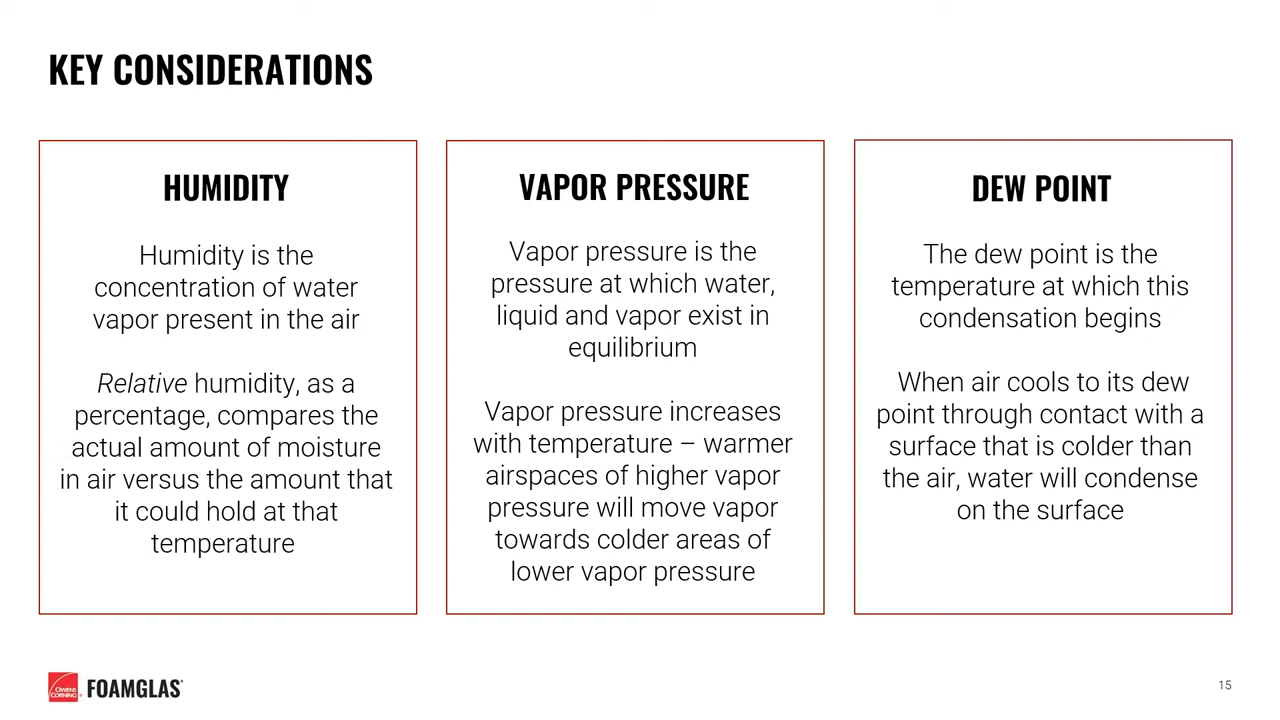 KEY CONSIDERATIONS
HUMIDITY
Humidity is the
concentration of water
vapor present in the air
Relative humidity, as a
percentage, compares the
actual amount of moisture
in air versus the amount that
it could hold at that
temperature
VAPOR PRESSURE
Vapor pressure is the
pressure at which water,
liquid and vapor exist in
equilibrium
Vapor pressure increases
with temperature – warmer
airspaces of higher vapor
pressure will move vapor
towards colder areas of
lower vapor pressure
DEW POINT
The dew point is the
temperature at which this
condensation begins
When air cools to its dew
point through contact with a
surface that is colder than
the air, water will condense
on the surface
OWENS
CORNING
FOAMGLAS®
15